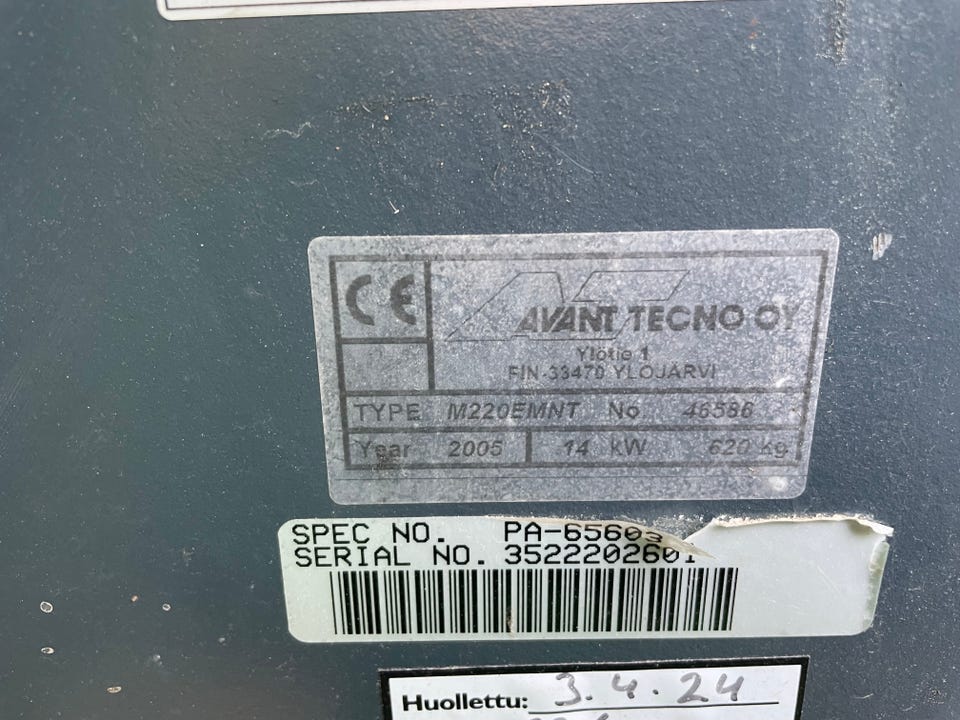 CE
AVANT TECNO OY
Ylötie 1
FIN-33470 YLÖJÄRVI
TYPE M220EMNT No 46586
Year 2005 14 kW 620 kg
SPEC NO. PA-65603
SERIAL NO. 3522202601
Huollettu: 3.4.24